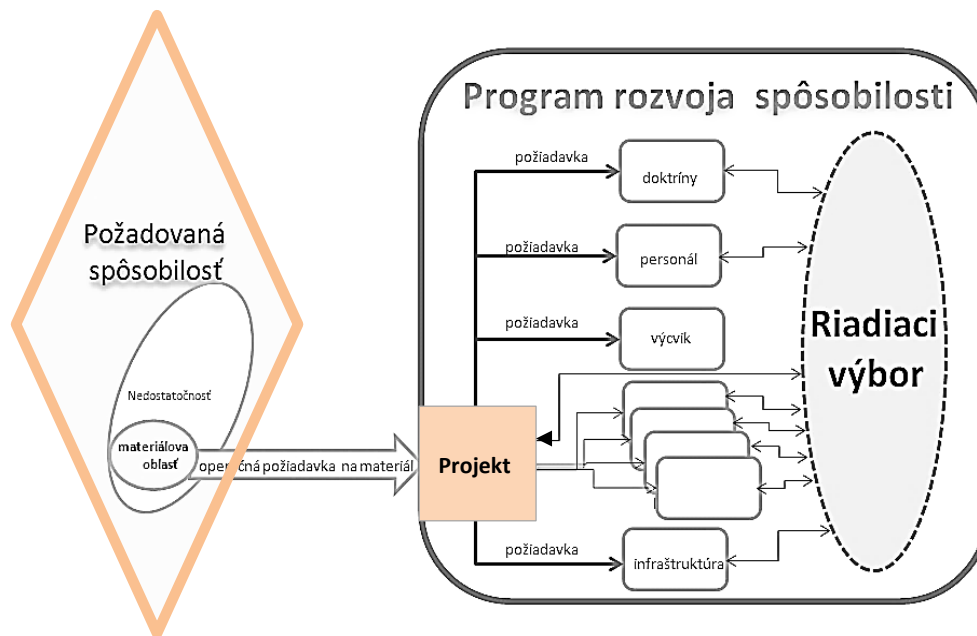 Program rozvoja spôsobilosti
Požadovaná
spôsobilosť
Nedostatočnosť
materiálova
oblasť
operačná požiadavka na materiál
Projekt
požiadavka
doktríny
požiadavka
personál
požiadavka
výcvik
požiadavka
infraštruktúra
Riadiaci
výbor